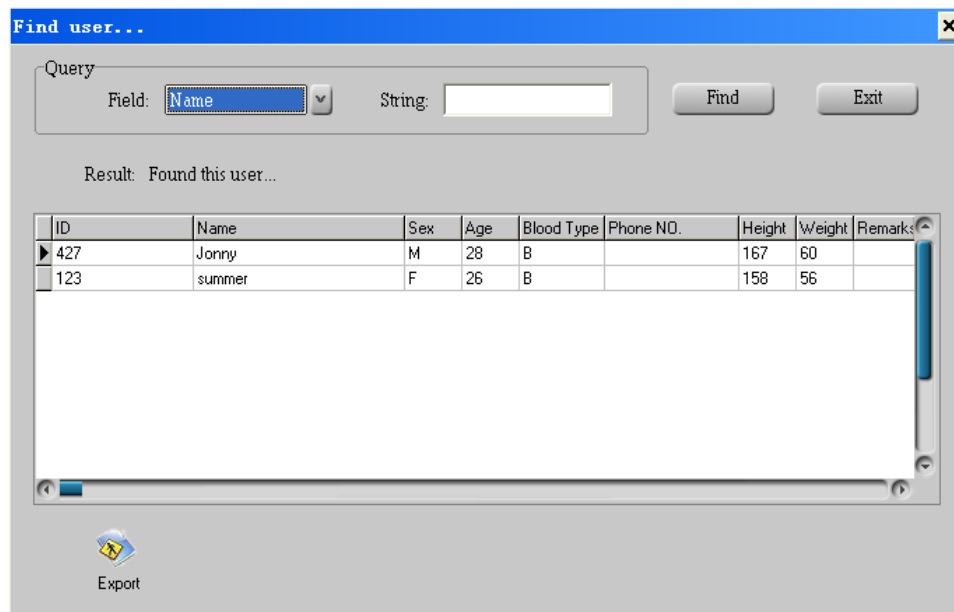 Find user...
Query
Field: Name String: Find Exit
Result: Found this user...
ID Name Sex Age Blood Type Phone NO. Height Weight Remarks
427 Jonny M 28 B 167 60
123 summer F 26 B 158 56
Export